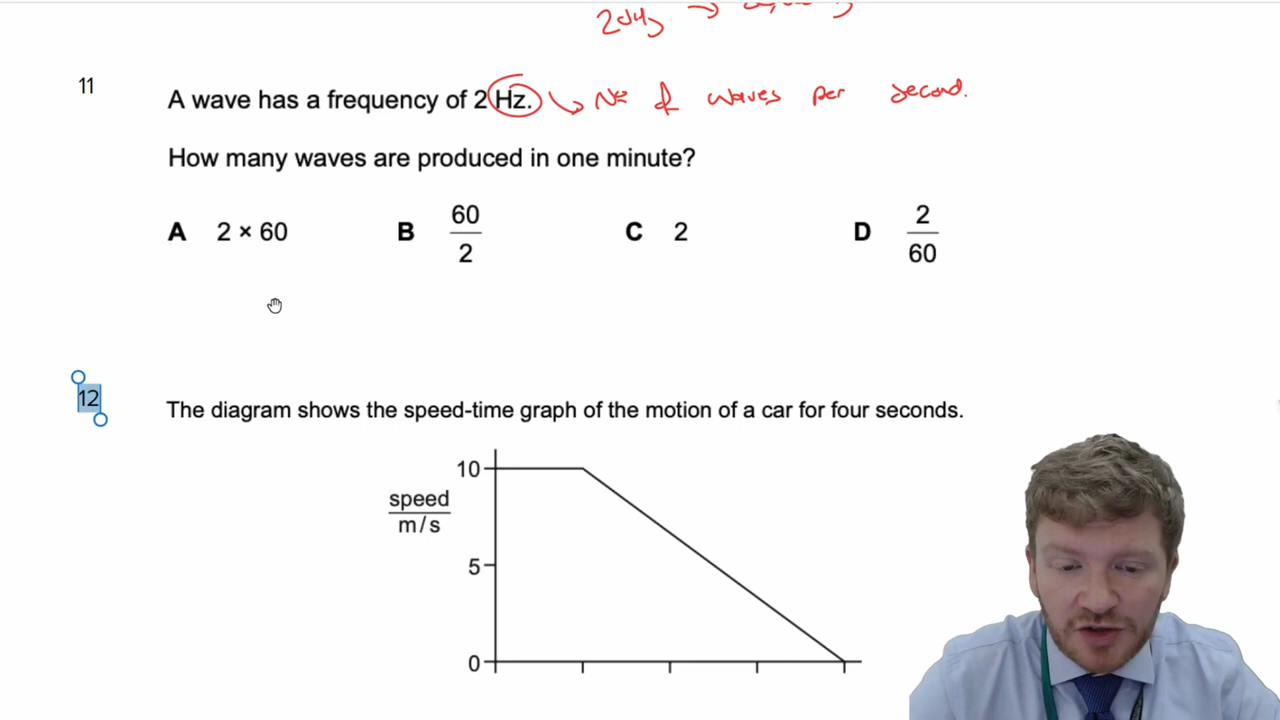 2
11
A wave has a frequency of 2 Hz. No of waves per second.
How many waves are produced in one minute?
A 2 × 60 B 60/2 C 2 D 2/60
12
The diagram shows the speed-time graph of the motion of a car for four seconds.
10
speed
m/s
5
0